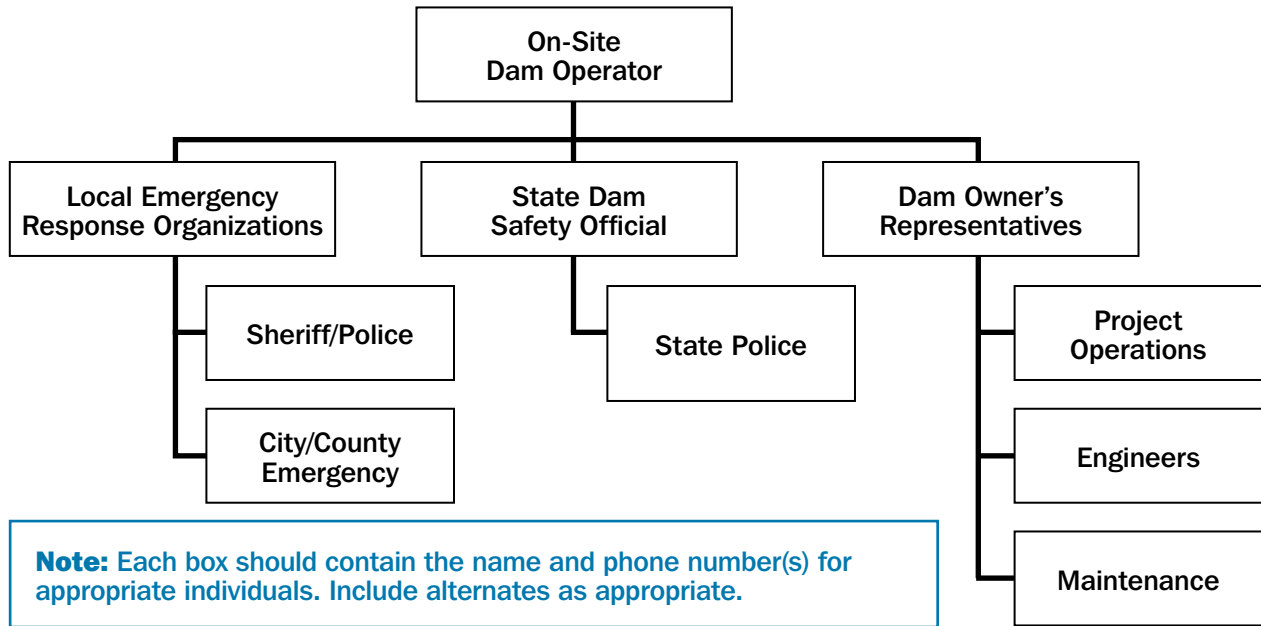 On-Site
Dam Operator
Local Emergency
Response Organizations
State Dam
Safety Official
Dam Owner's
Representatives
Sheriff/Police
State Police
Project
Operations
City/County
Emergency
Engineers
Maintenance
Note: Each box should contain the name and phone number(s) for
appropriate individuals. Include alternates as appropriate.